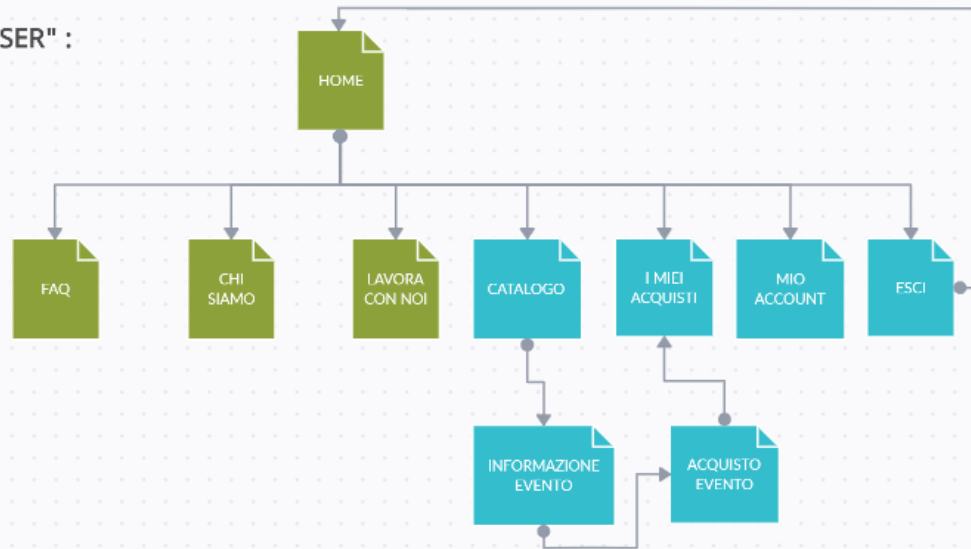 SER" :
HOME
FAQ
CHI
SIAMO
LAVORA
CON NOI
CATALOGO
I MIEI
ACQUISTI
MIO
ACCOUNT
ESCI
INFORMAZIONE
EVENTO
ACQUISTO
EVENTO